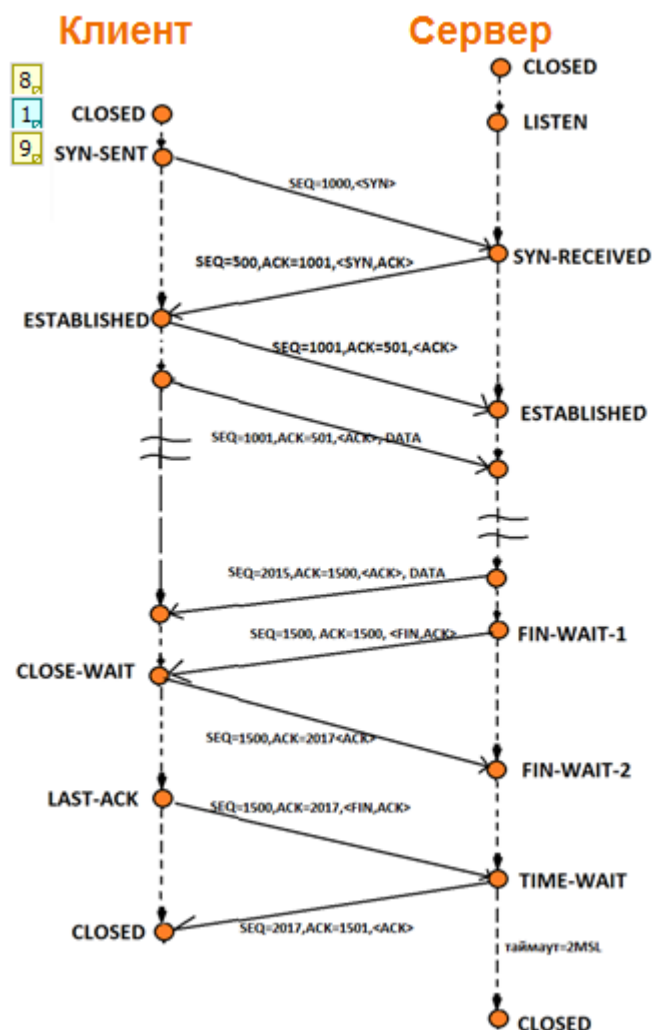 Клиент Сервер
CLOSED
8
1
CLOSED
LISTEN
9
SYN-SENT
SEQ=1000,<SYN>
SEQ=500,ACK=1001,<SYN,ACK>
SYN-RECEIVED
ESTABLISHED
SEQ=1001,ACK=501,<ACK>
ESTABLISHED
SEQ=1001,ACK=501,<ACK>, DATA
SEQ=2015,ACK=1500,<ACK>, DATA
SEQ=1500, ACK=1500, <FIN,ACK>
FIN-WAIT-1
CLOSE-WAIT
SEQ=1500,ACK=2017<ACK>
FIN-WAIT-2
LAST-ACK
SEQ=1500,ACK=2017,<FIN,ACK>
TIME-WAIT
SEQ=2017,ACK=1501,<ACK>
CLOSED
таймаут=2MSL
CLOSED